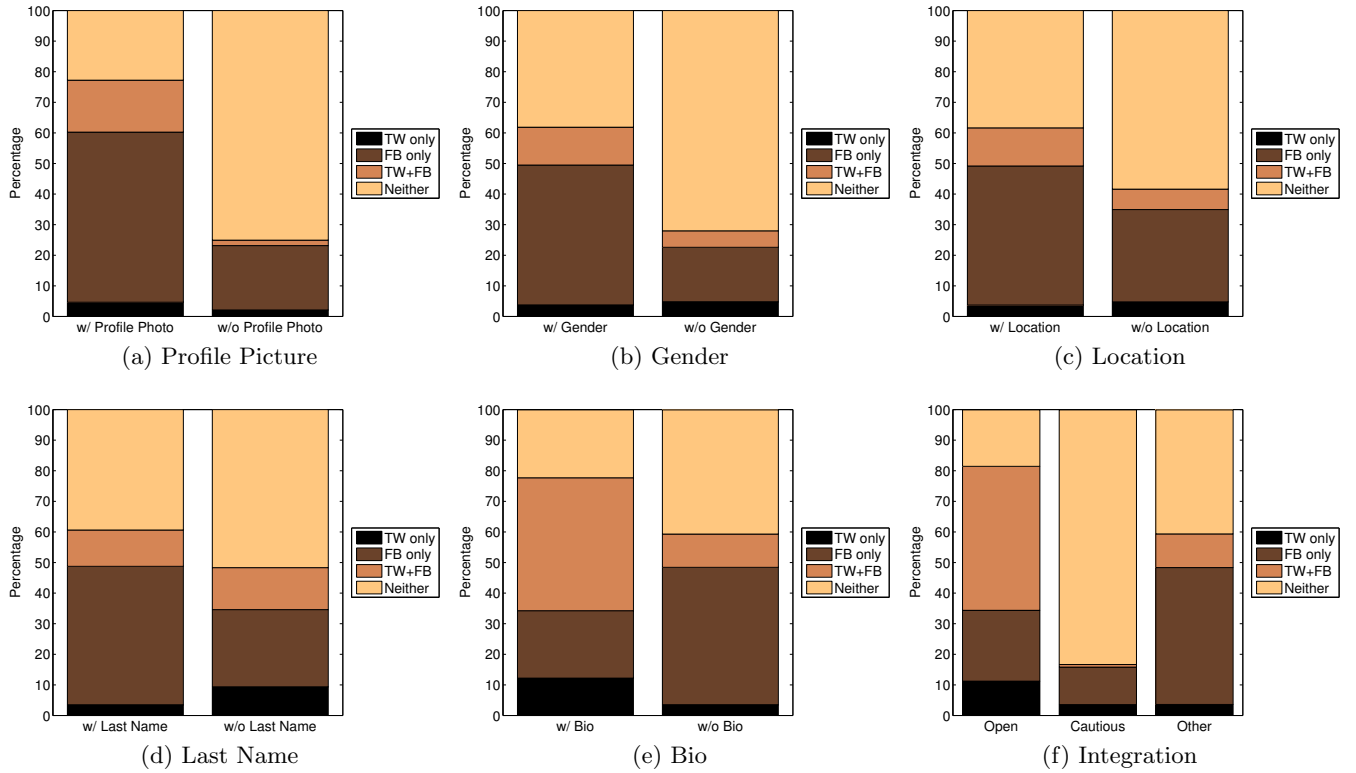 100
90
80
70
60
50
40
30
20
10
0
Percentage
w/ Profile Photo w/o Profile Photo
TW only
FB only
TW+FB
Neither
(a) Profile Picture
100
90
80
70
60
50
40
30
20
10
0
Percentage
w/ Gender w/o Gender
TW only
FB only
TW+FB
Neither
(b) Gender
100
90
80
70
60
50
40
30
20
10
0
Percentage
w/ Location w/o Location
TW only
FB only
TW+FB
Neither
(c) Location
100
90
80
70
60
50
40
30
20
10
0
Percentage
w/ Last Name w/o Last Name
TW only
FB only
TW+FB
Neither
(d) Last Name
100
90
80
70
60
50
40
30
20
10
0
Percentage
w/ Bio w/o Bio
TW only
FB only
TW+FB
Neither
(e) Bio
100
90
80
70
60
50
40
30
20
10
0
Percentage
Open Cautious Other
TW only
FB only
TW+FB
Neither
(f) Integration